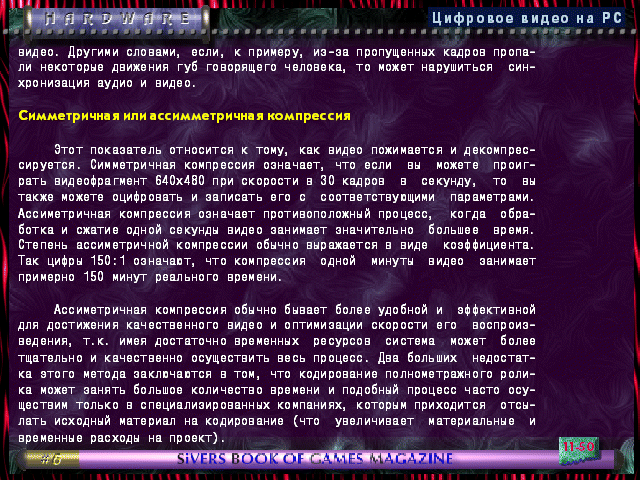 HARDWARE
Цифровое видео на PC
видео. Другими словами, если, к примеру, из-за пропущенных кадров пропа-
ли некоторые движения губ говорящего человека, то может нарушиться син-
хронизация аудио и видео.
Симметричная или ассимметричная компрессия
Этот показатель относится к тому, как видео пожимается и декомпрес-
сируется. Симметричная компрессия означает, что если вы можете проиг-
рать видеофрагмент 640x480 при скорости в 30 кадров в секунду, то вы
также можете оцифровать и записать его с соответствующими параметрами.
Ассиметричная компрессия означает противоположный процесс, когда обра-
ботка и сжатие одной секунды видео занимает значительно большее время.
Степень ассиметричной компрессии обычно выражается в виде коэффициента.
Так цифры 150:1 означают, что компрессия одной минуты видео занимает
примерно 150 минут реального времени.
Ассиметричная компрессия обычно бывает более удобной и эффективной
для достижения качественного видео и оптимизации скорости его воспроиз-
ведения, т.к. имея достаточно временных ресурсов система может более
тщательно и качественно осуществить весь процесс. Два больших недостат-
ка этого метода заключаются в том, что кодирование полнометражного роли-
ка может занять большое количество времени и подобный процесс часто осу-
ществим только в специализированных компаниях, которым приходится отсы-
лать исходный материал на кодирование (что увеличивает материальные и
временные расходы на проект).
11-50
#6
SiVERS BOOK OF GAMES MAGAZINE